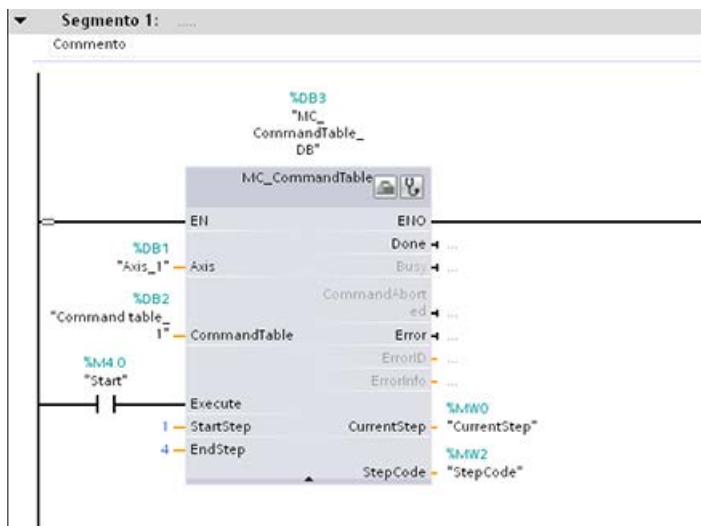 Segmento 1: .....
Commento
%DB3
"MC_
CommandTable_
DB"
MC_CommandTable
EN
ENO
Done
...
%DB1
"Axis_1"
Axis
Busy
...
%DB2
"Command table_
1"
CommandTable
CommandAbort
ed
...
Error
...
ErrorID
...
%M4.0
"Start"
ErrorInfo
...
Execute
%MW0
1
StartStep
CurrentStep
"CurrentStep"
4
EndStep
%MW2
StepCode
"StepCode"